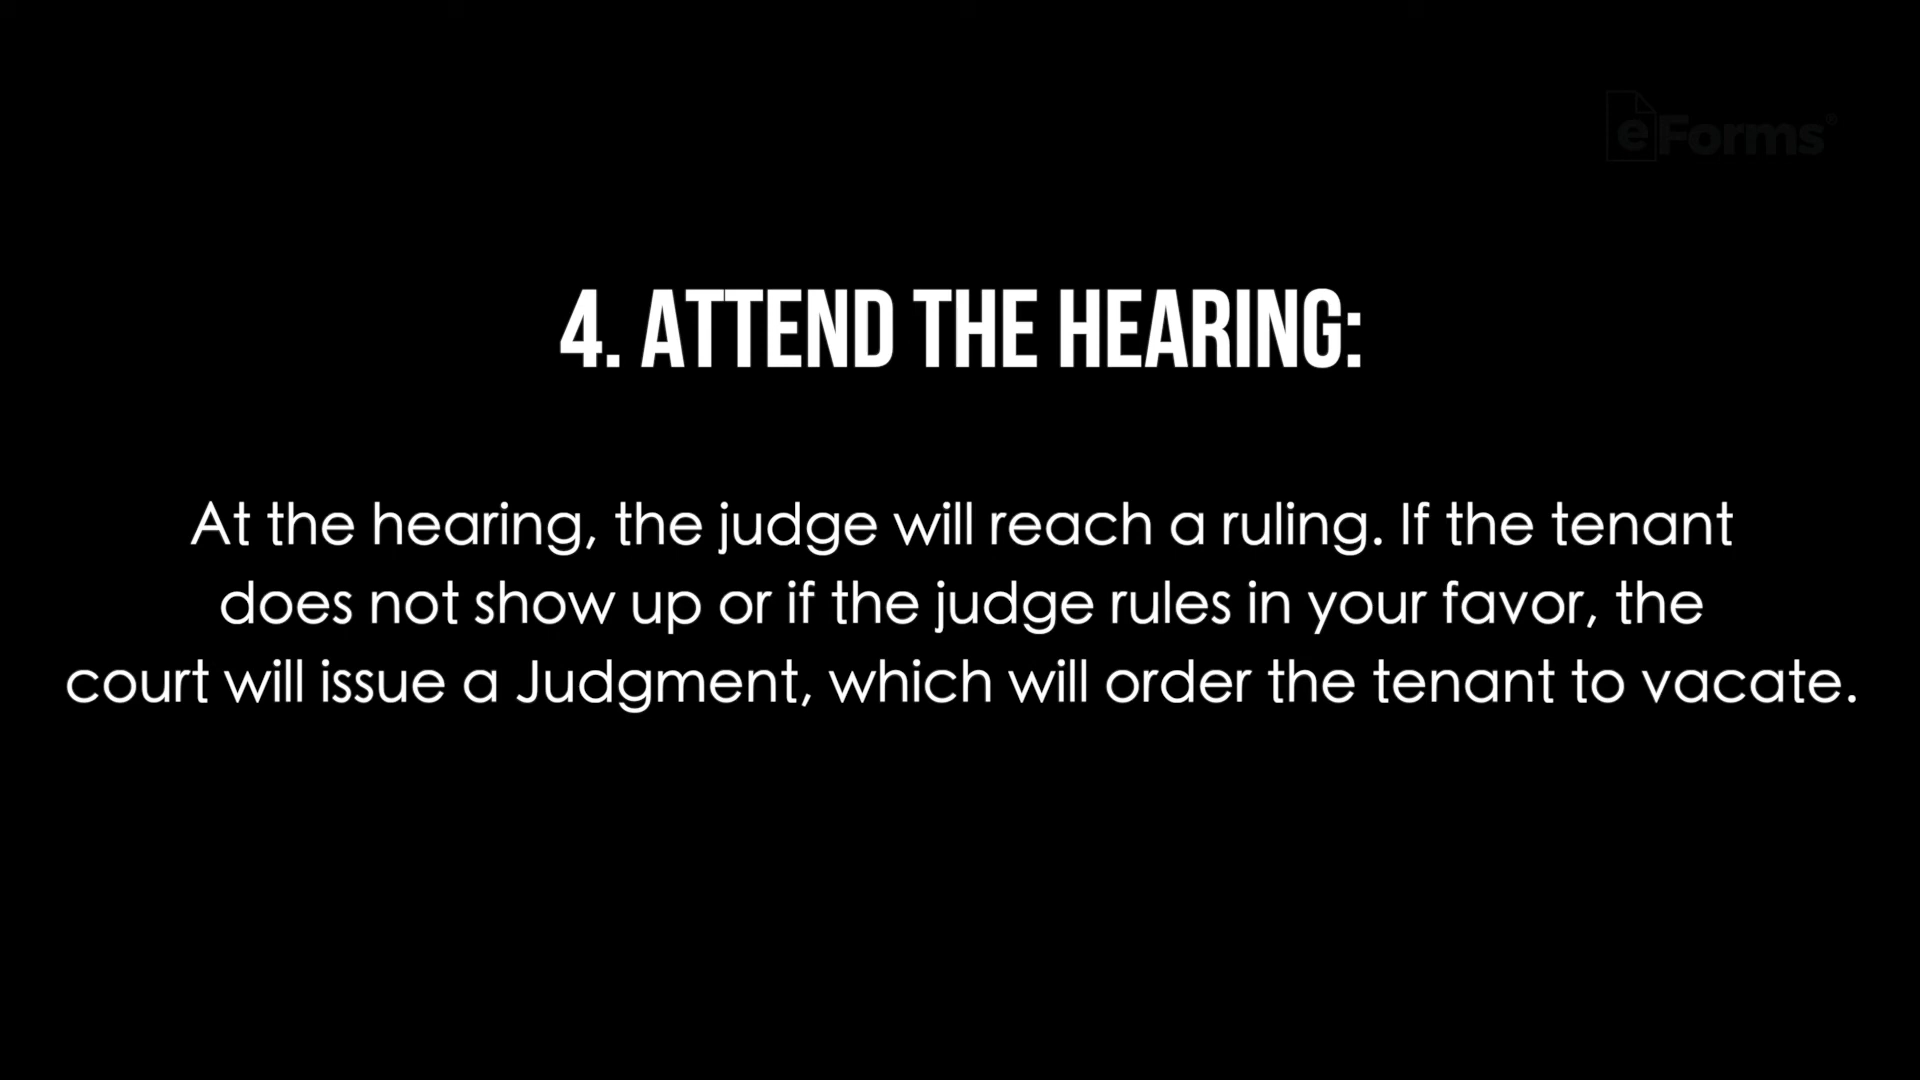 eForms®
4. ATTEND THE HEARING:
At the hearing, the judge will reach a ruling. If the tenant
does not show up or if the judge rules in your favor, the
court will issue a Judgment, which will order the tenant to vacate.